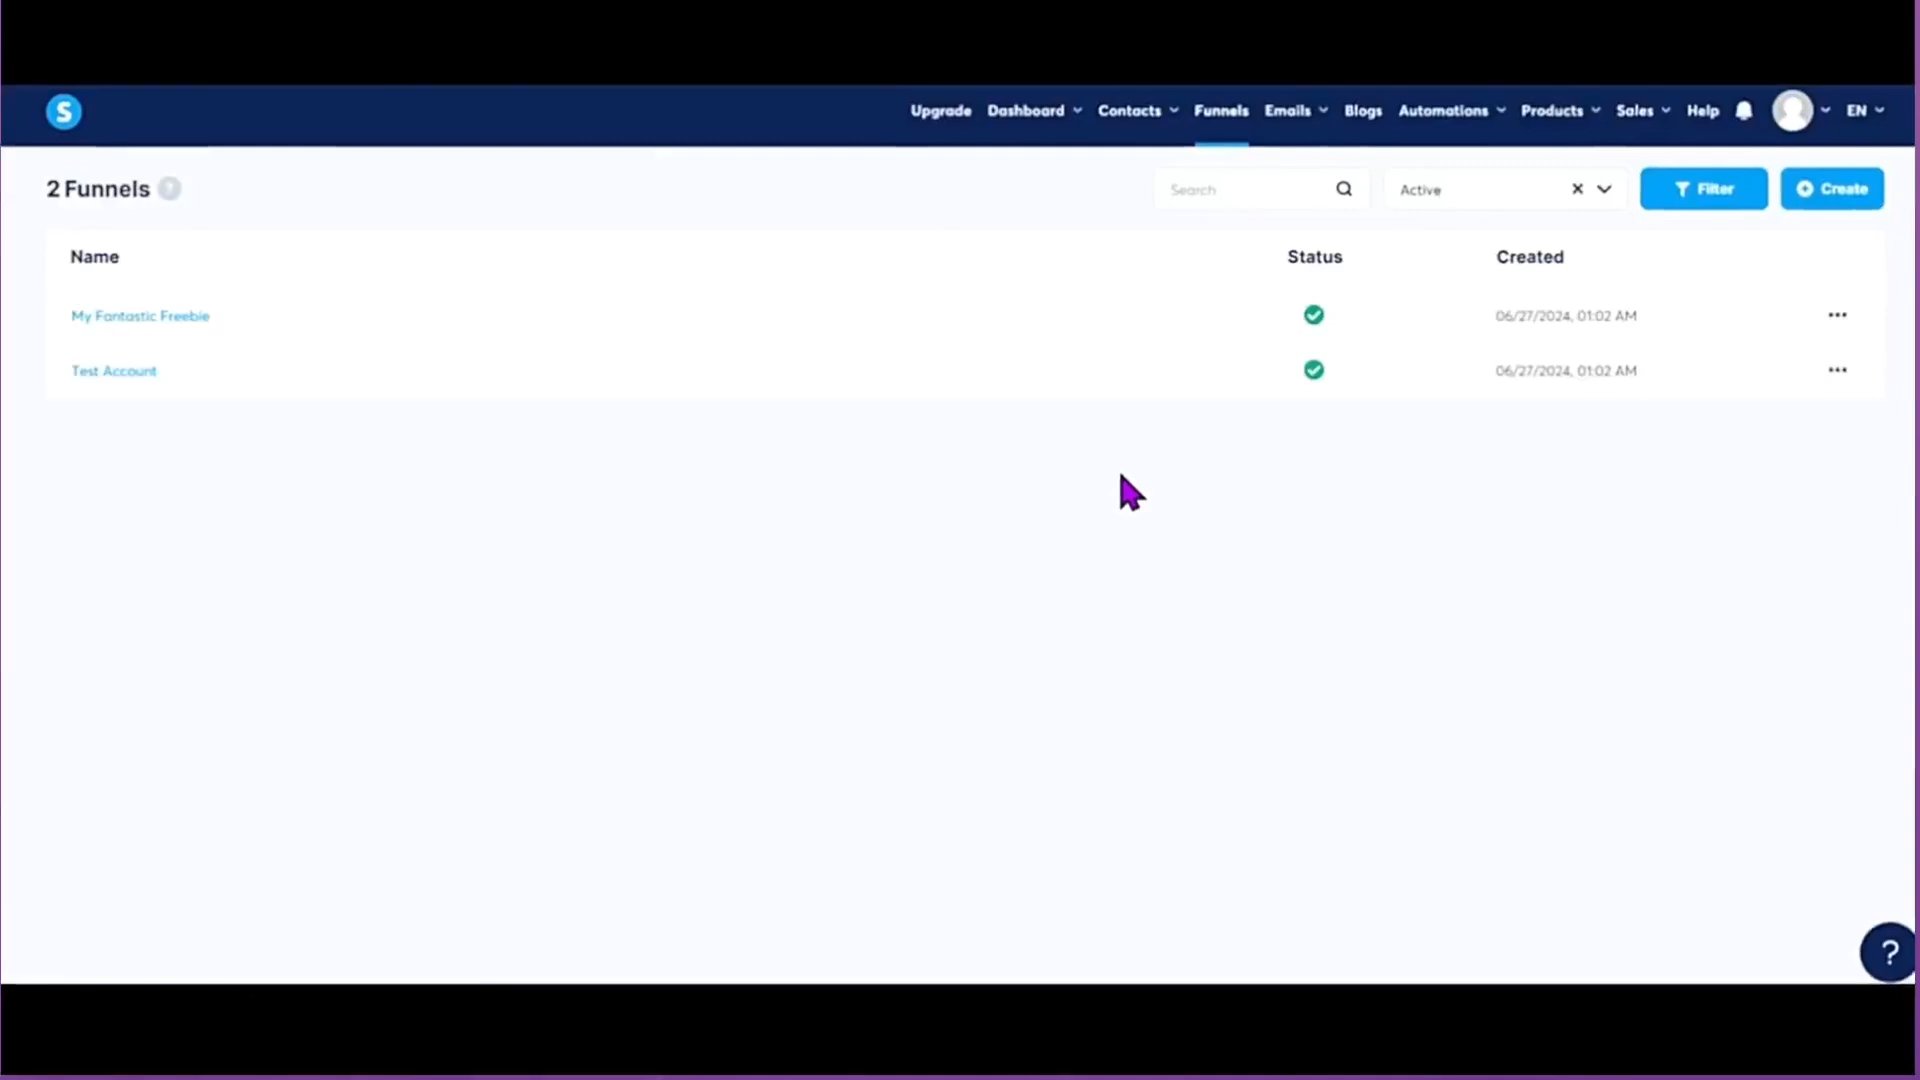 S Upgrade Dashboard Contacts Funnels Emails Blogs Automations Products Sales Help EN
2 Funnels ? Search Active Filter Create
Name Status Created
My Fantastic Freebie 06/27/2024, 01:02 AM
Test Account 06/27/2024, 01:02 AM
?